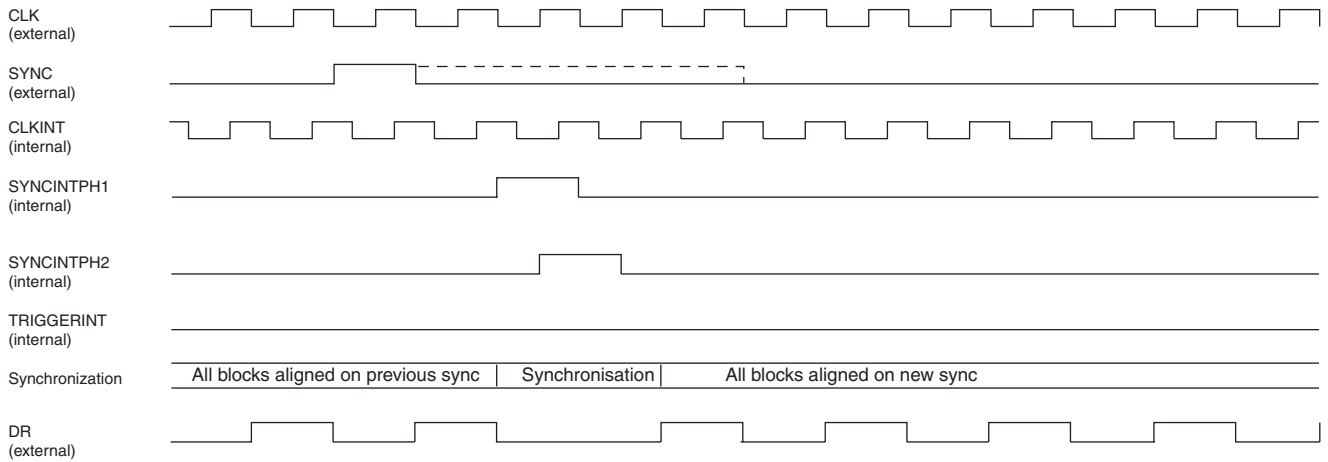 CLK
(external)
SYNC
(external)
CLKINT
(internal)
SYNCINTPH1
(internal)
SYNCINTPH2
(internal)
TRIGGERINT
(internal)
Synchronization
All blocks aligned on previous sync
Synchronisation
All blocks aligned on new sync
DR
(external)